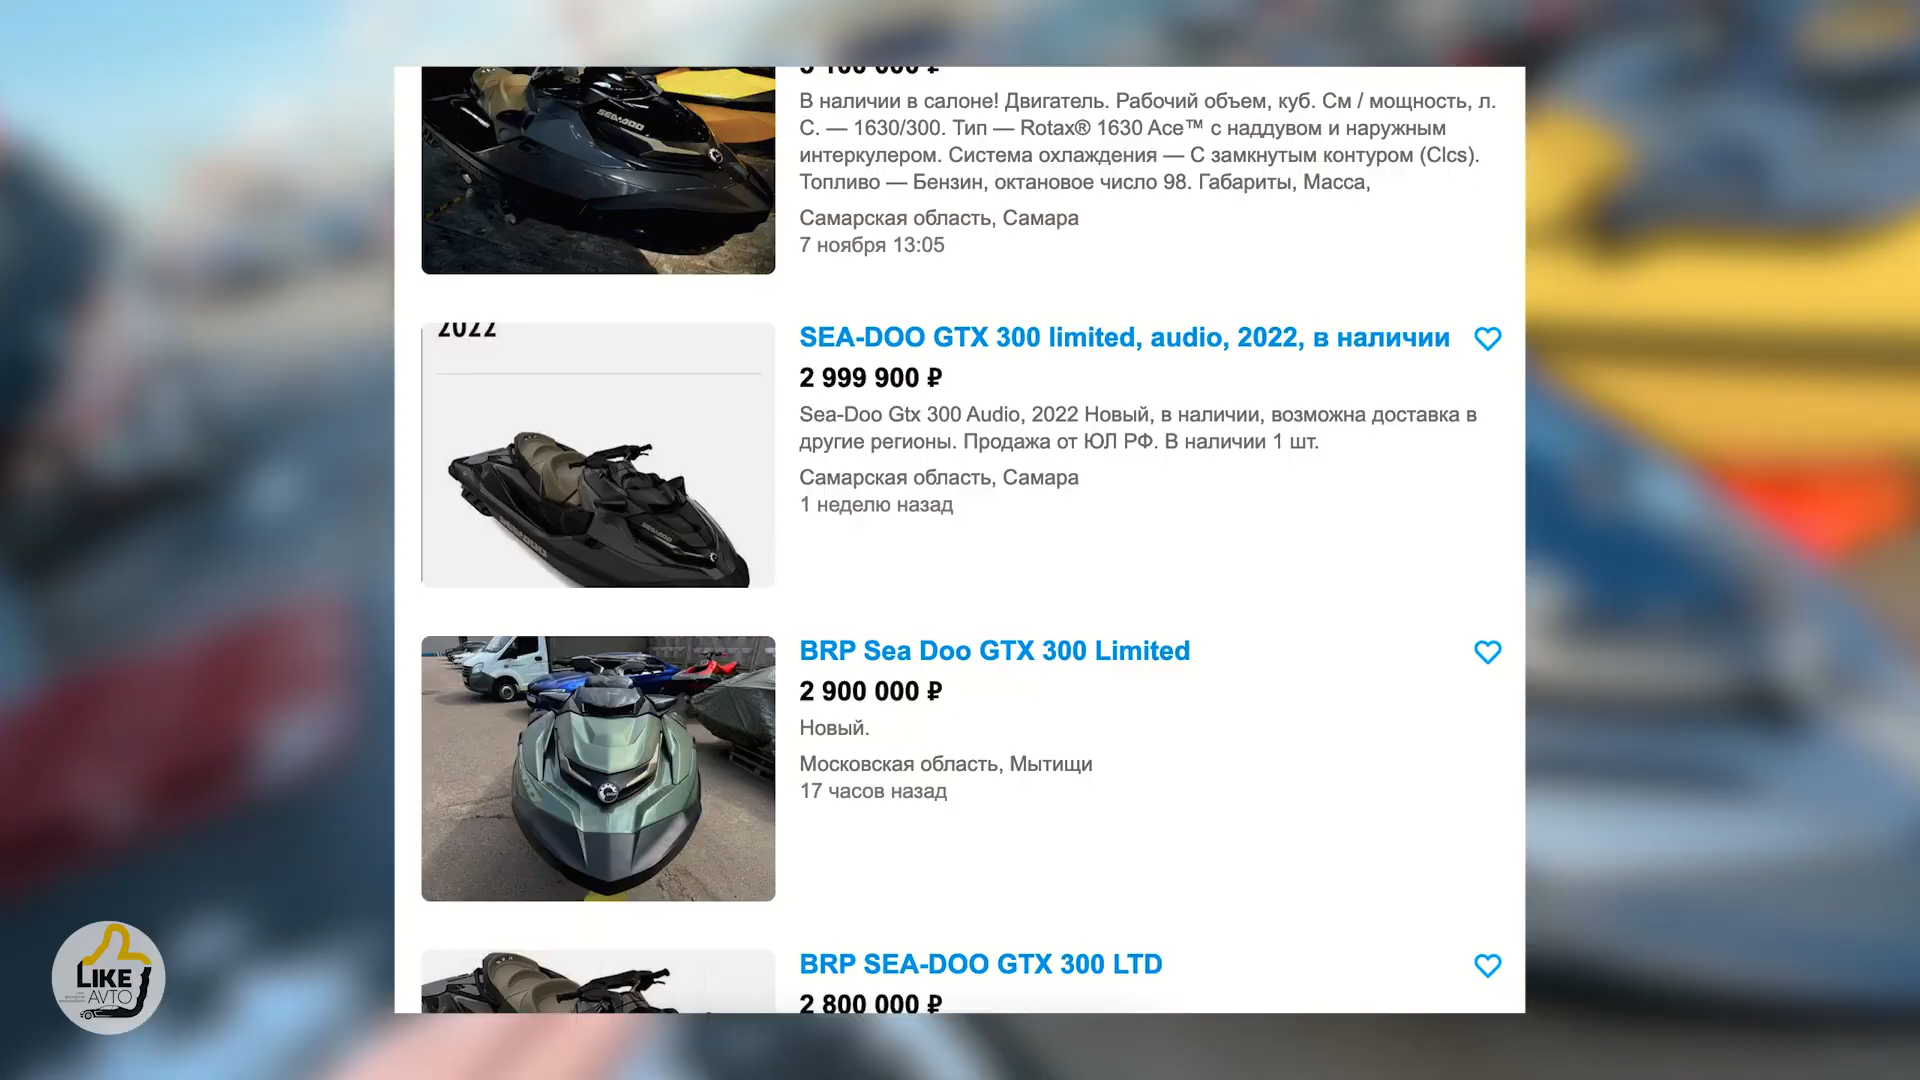 В наличии в салоне! Двигатель. Рабочий объем, куб. См / мощность, л.
С. — 1630/300. Тип — Rotax® 1630 Ace™ с наддувом и наружным
интеркулером. Система охлаждения — С замкнутым контуром (Clcs).
Топливо — Бензин, октановое число 98. Габариты, Масса,
Самарская область, Самара
7 ноября 13:05
SEA-DOO
2022
SEA-DOO GTX 300 limited, audio, 2022, в наличии
2 999 900 ₽
Sea-Doo Gtx 300 Audio, 2022 Новый, в наличии, возможна доставка в
другие регионы. Продажа от ЮЛ РФ. В наличии 1 шт.
Самарская область, Самара
1 неделю назад
SEA-DOO
BRP Sea Doo GTX 300 Limited
2 900 000 ₽
Новый.
Московская область, Мытищи
17 часов назад
BRP SEA-DOO GTX 300 LTD
2 800 000 ₽
LIKE
AVTO